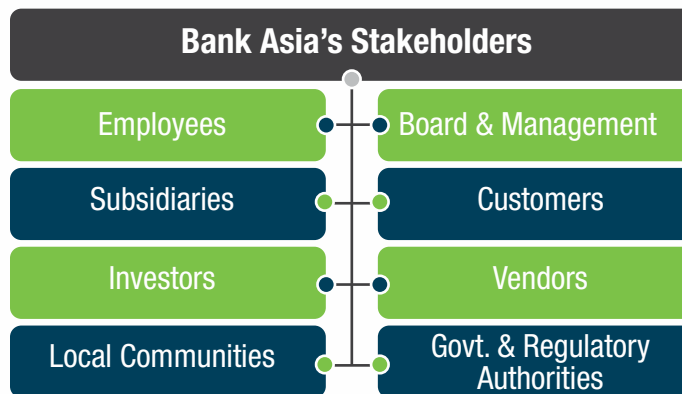 Bank Asia's Stakeholders
Employees
Board & Management
Subsidiaries
Customers
Investors
Vendors
Local Communities
Govt. & Regulatory
Authorities